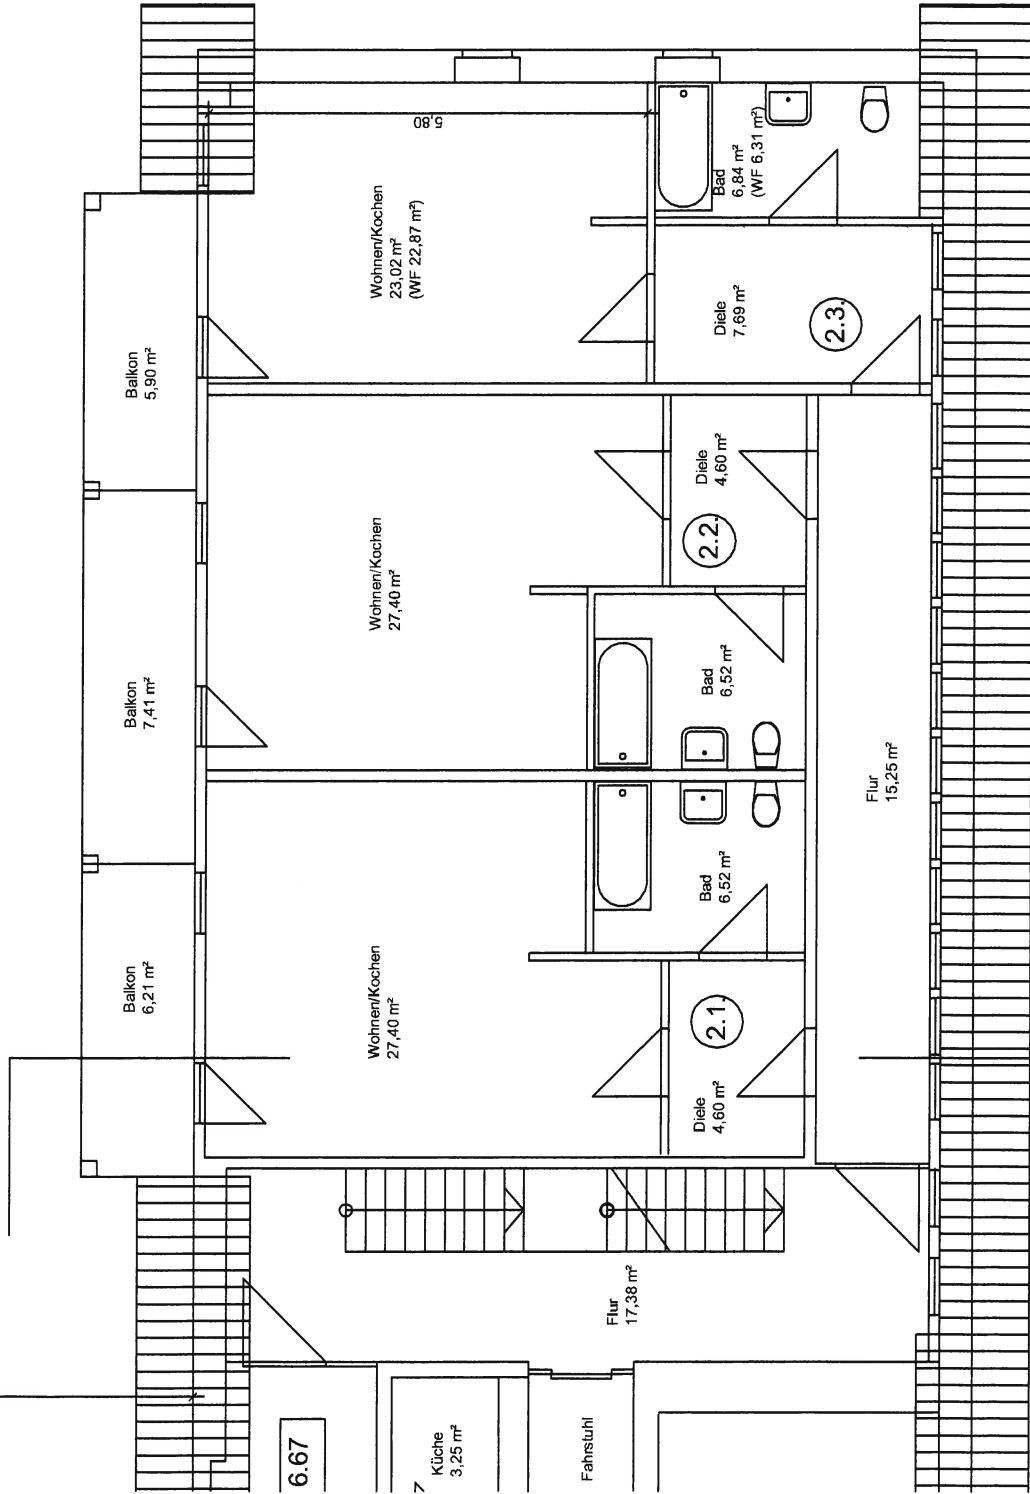 Balkon
6,21 m²
Balkon
7,41 m²
Balkon
5,90 m²
Wohnen/Kochen
27,40 m²
Wohnen/Kochen
27,40 m²
Wohnen/Kochen
23,02 m²
(WF 22,87 m²)
5,80
Diele
4,60 m²
2.1.
Bad
6,52 m²
Bad
6,52 m²
2.2.
Diele
4,60 m²
Diele
7,69 m²
2.3.
Bad
6,84 m²
(WF 6,31 m²)
Flur
15,25 m²
Flur
17,38 m²
6.67
7
Küche
3,25 m²
Fahrstuhl